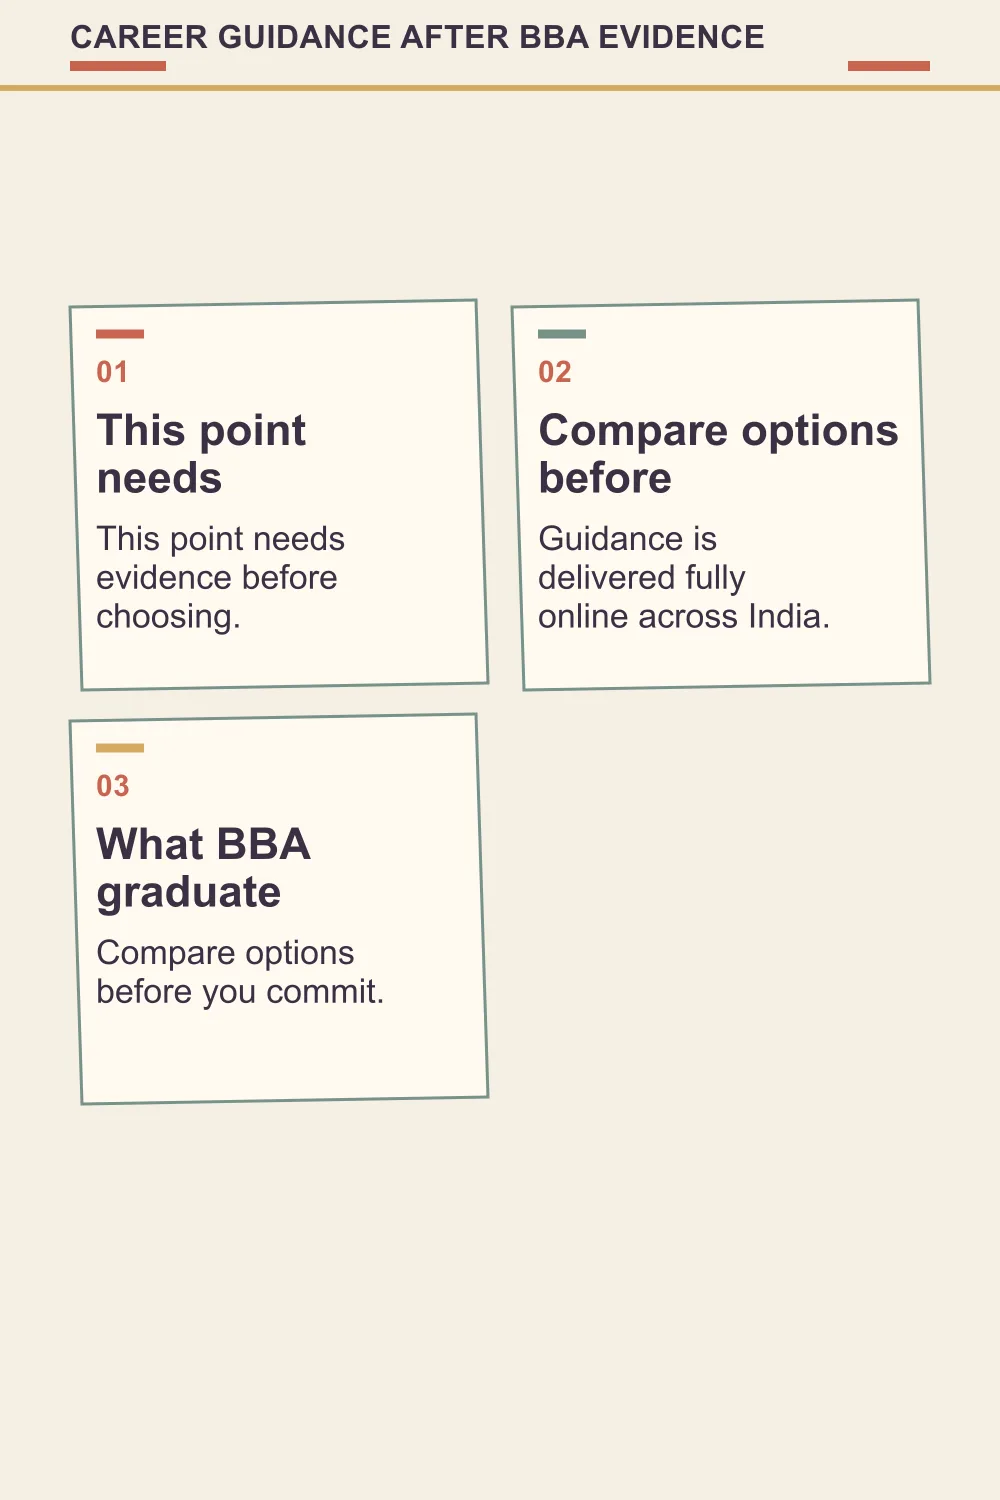 CAREER GUIDANCE AFTER BBA EVIDENCE
01
This point
needs
This point needs
evidence before
choosing.
02
Compare options
before
Guidance is
delivered fully
online across India.
03
What BBA
graduate
Compare options
before you commit.